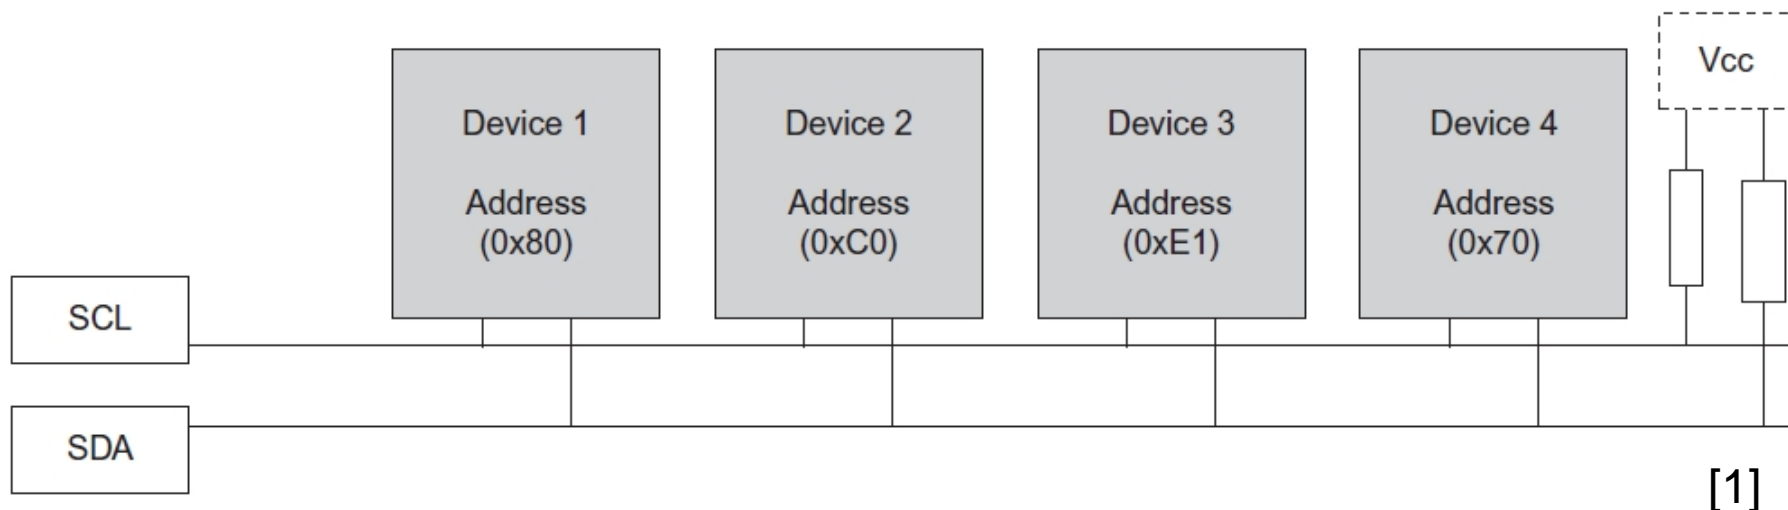 Vcc
Device 1
Address
(0x80)
Device 2
Address
(0xC0)
Device 3
Address
(0xE1)
Device 4
Address
(0x70)
SCL
SDA
[1]